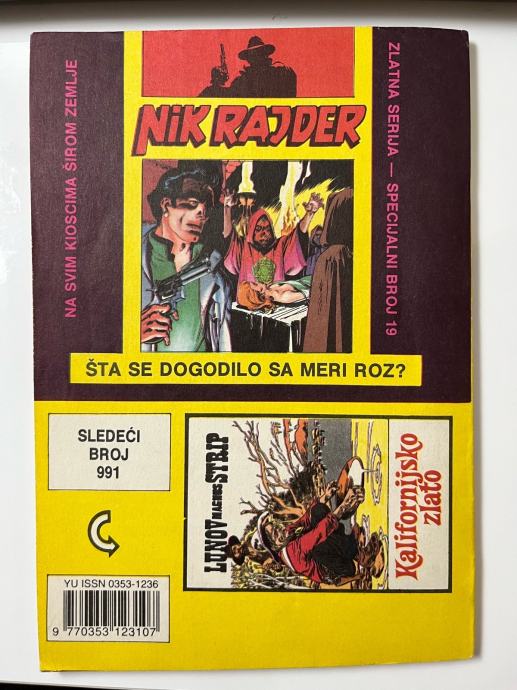 NA SVIM KIOSCIMA ŠIROM ZEMLJE
NIK RAJDER
ZLATNA SERIJA — SPECIJALNI BROJ 19
ŠTA SE DOGODILO SA MERI ROZ?
SLEDEĆI
BROJ
991
LUNOV MAGNUS STRIP
Kalifornijsko
zlato
YU ISSN 0353-1236
9 770353 123107